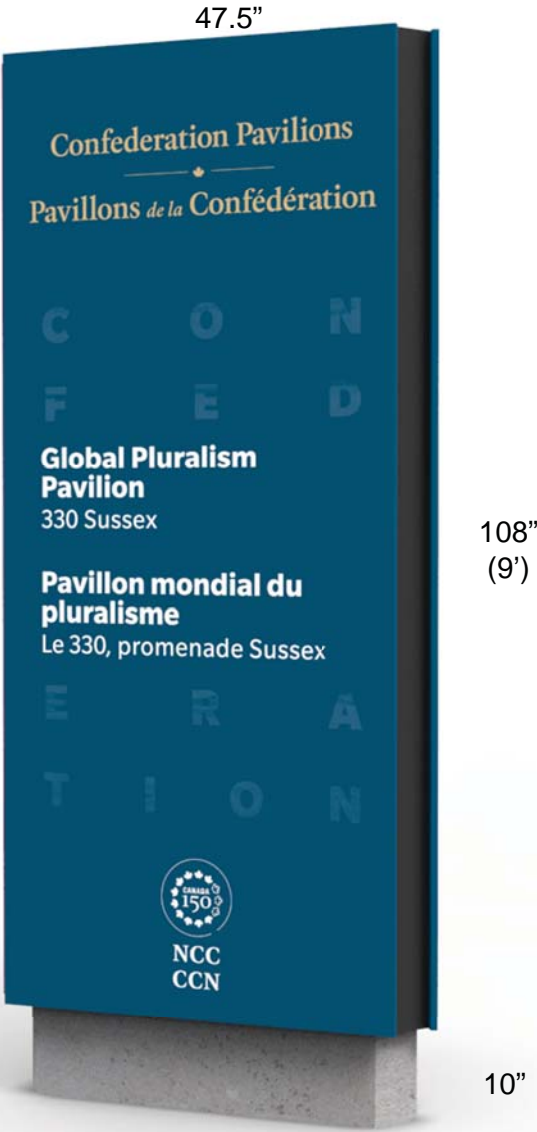 47.5”
Confederation Pavilions
Pavillons de la Confédération
C O N
F E D
Global Pluralism
Pavilion
330 Sussex
108”
(9’)
Pavillon mondial du
pluralisme
Le 330, promenade Sussex
E R A
T I O N
CANADA
150
NCC
CCN
10”